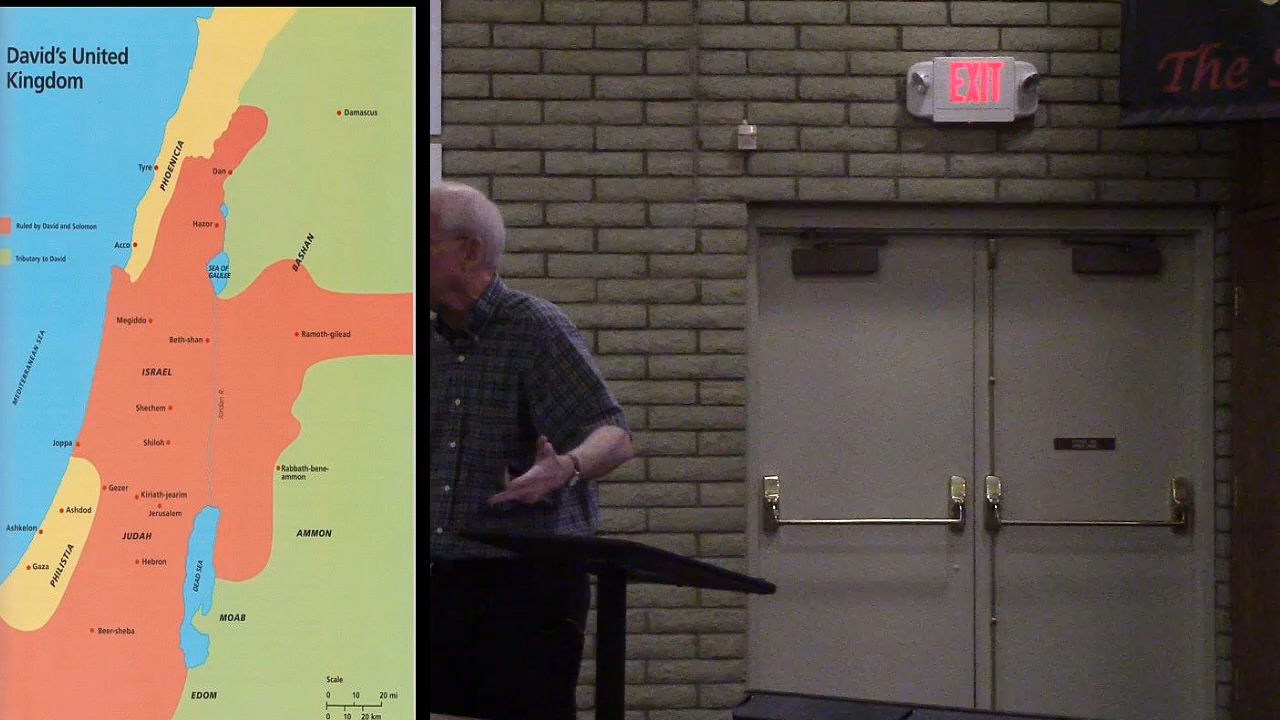 David's United
Kingdom
Damascus
Tyre
PHOENICIA
Dan
Ruled by David and Solomon
Hazor
Acco
BASHAN
Tributary to David
SEA OF
GALILEE
Megiddo
Ramoth-gilead
Beth-shan
MEDITERRANEAN SEA
ISRAEL
Jordan R.
Shechem
Joppa
Shiloh
Rabbath-bene-
ammon
Gezer
Kiriath-jearim
Ashdod
Jerusalem
Ashkelon
JUDAH
AMMON
Gaza
PHILISTIA
Hebron
DEAD SEA
MOAB
Beer-sheba
EDOM
Scale
0 10 20 mi
0 10 20 km
EXIT
The